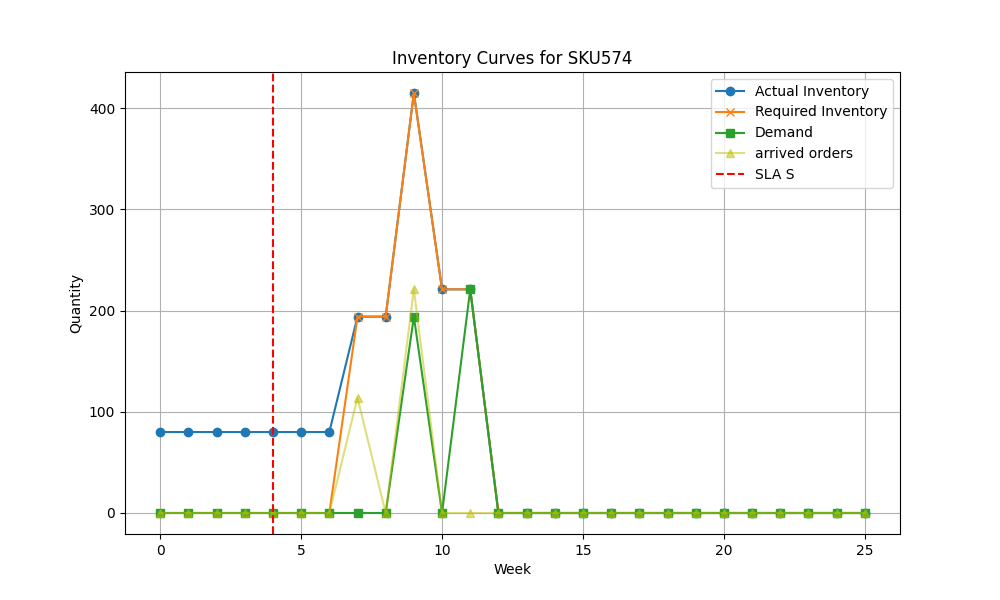 Inventory Curves for SKU574
Actual Inventory
Required Inventory
Demand
arrived orders
SLA S
Quantity
400
300
200
100
0
0 5 10 15 20 25
Week